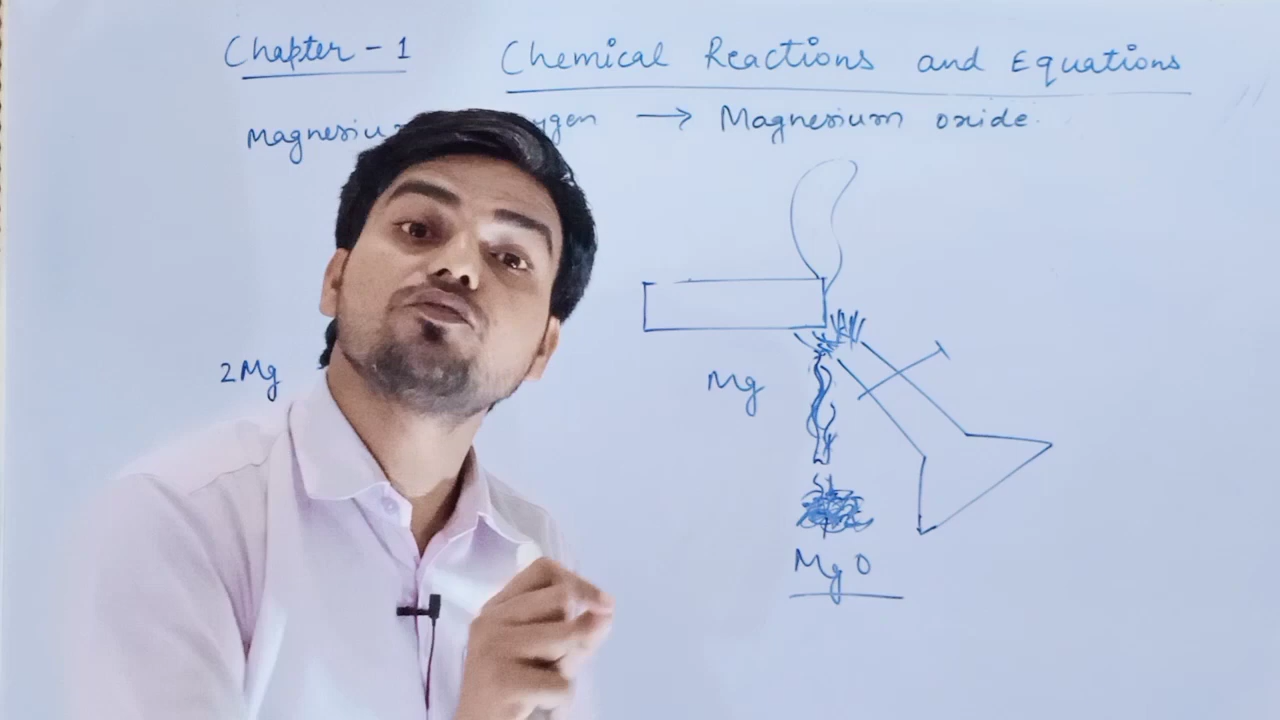 Chapter - 1 Chemical Reactions and Equations
Magnesiu ygen → Magnesium oxide.
2Mg
Mg
MgO